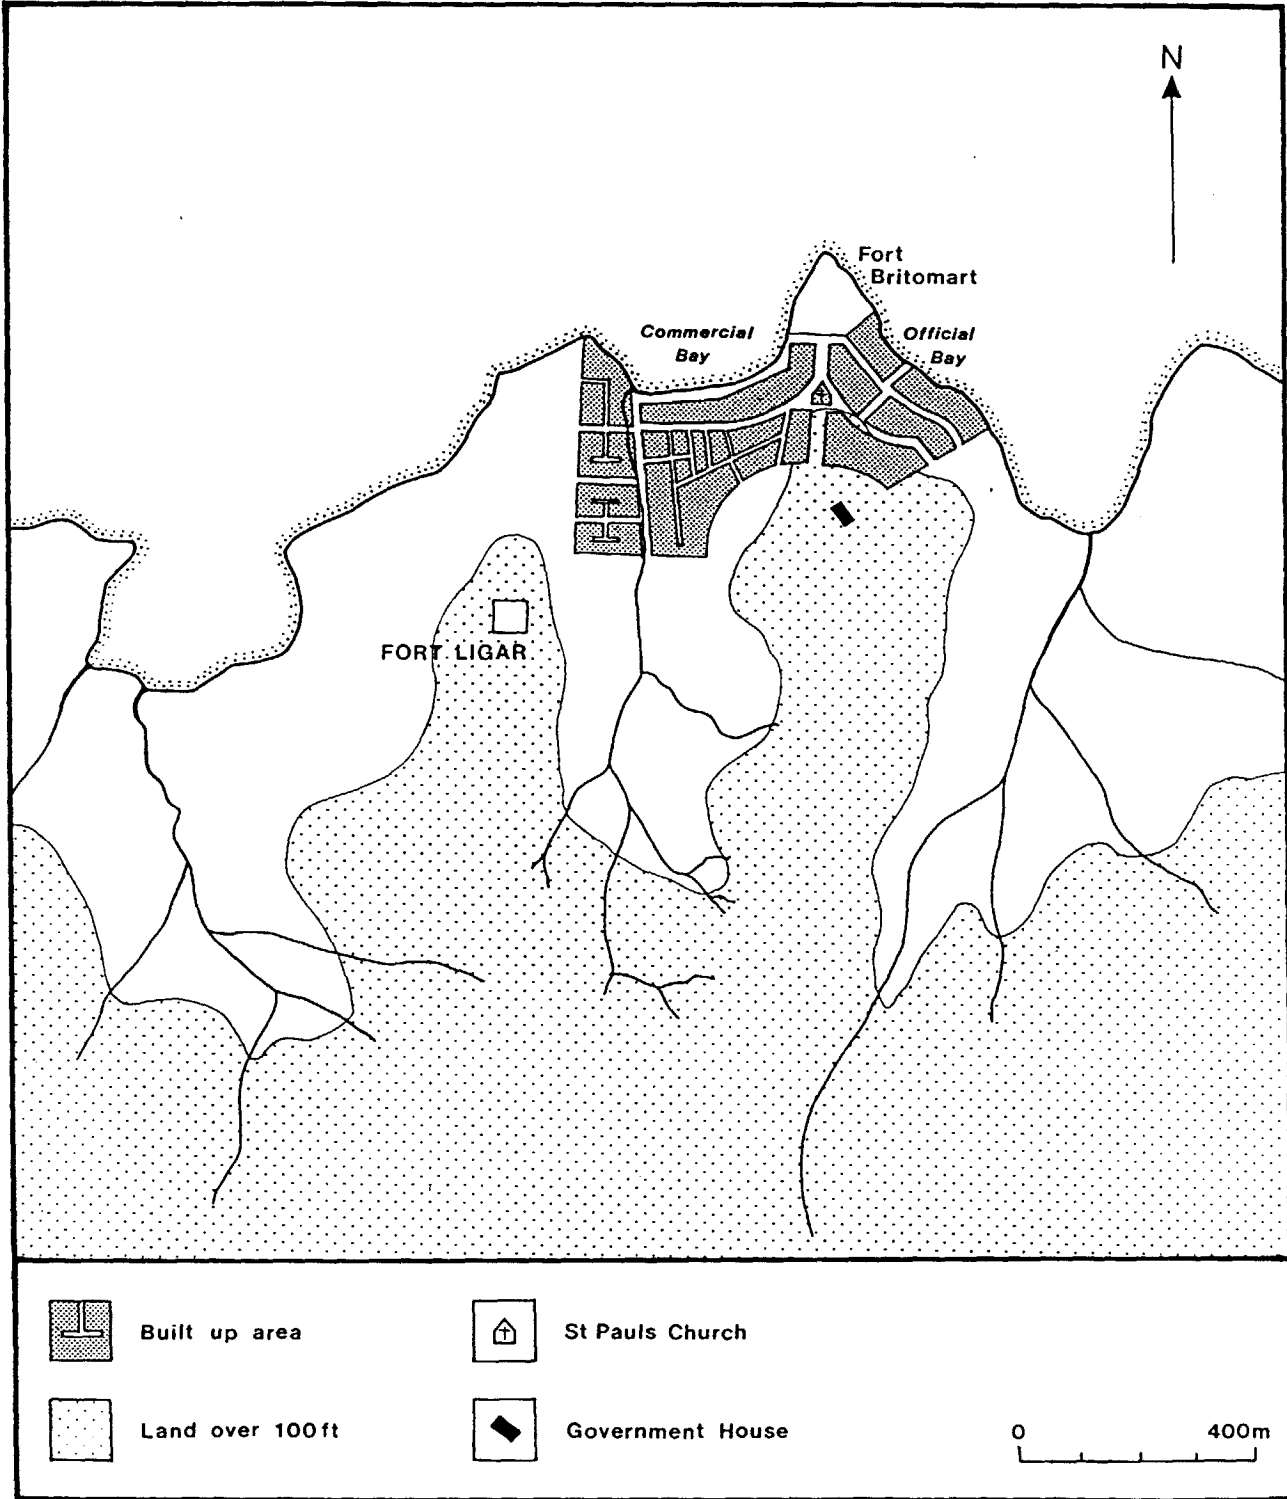 N
Fort
Britomart
Commercial
Bay
Official
Bay
FORT LIGAR
Built up area
St Pauls Church
Land over 100ft
Government House
0 400m